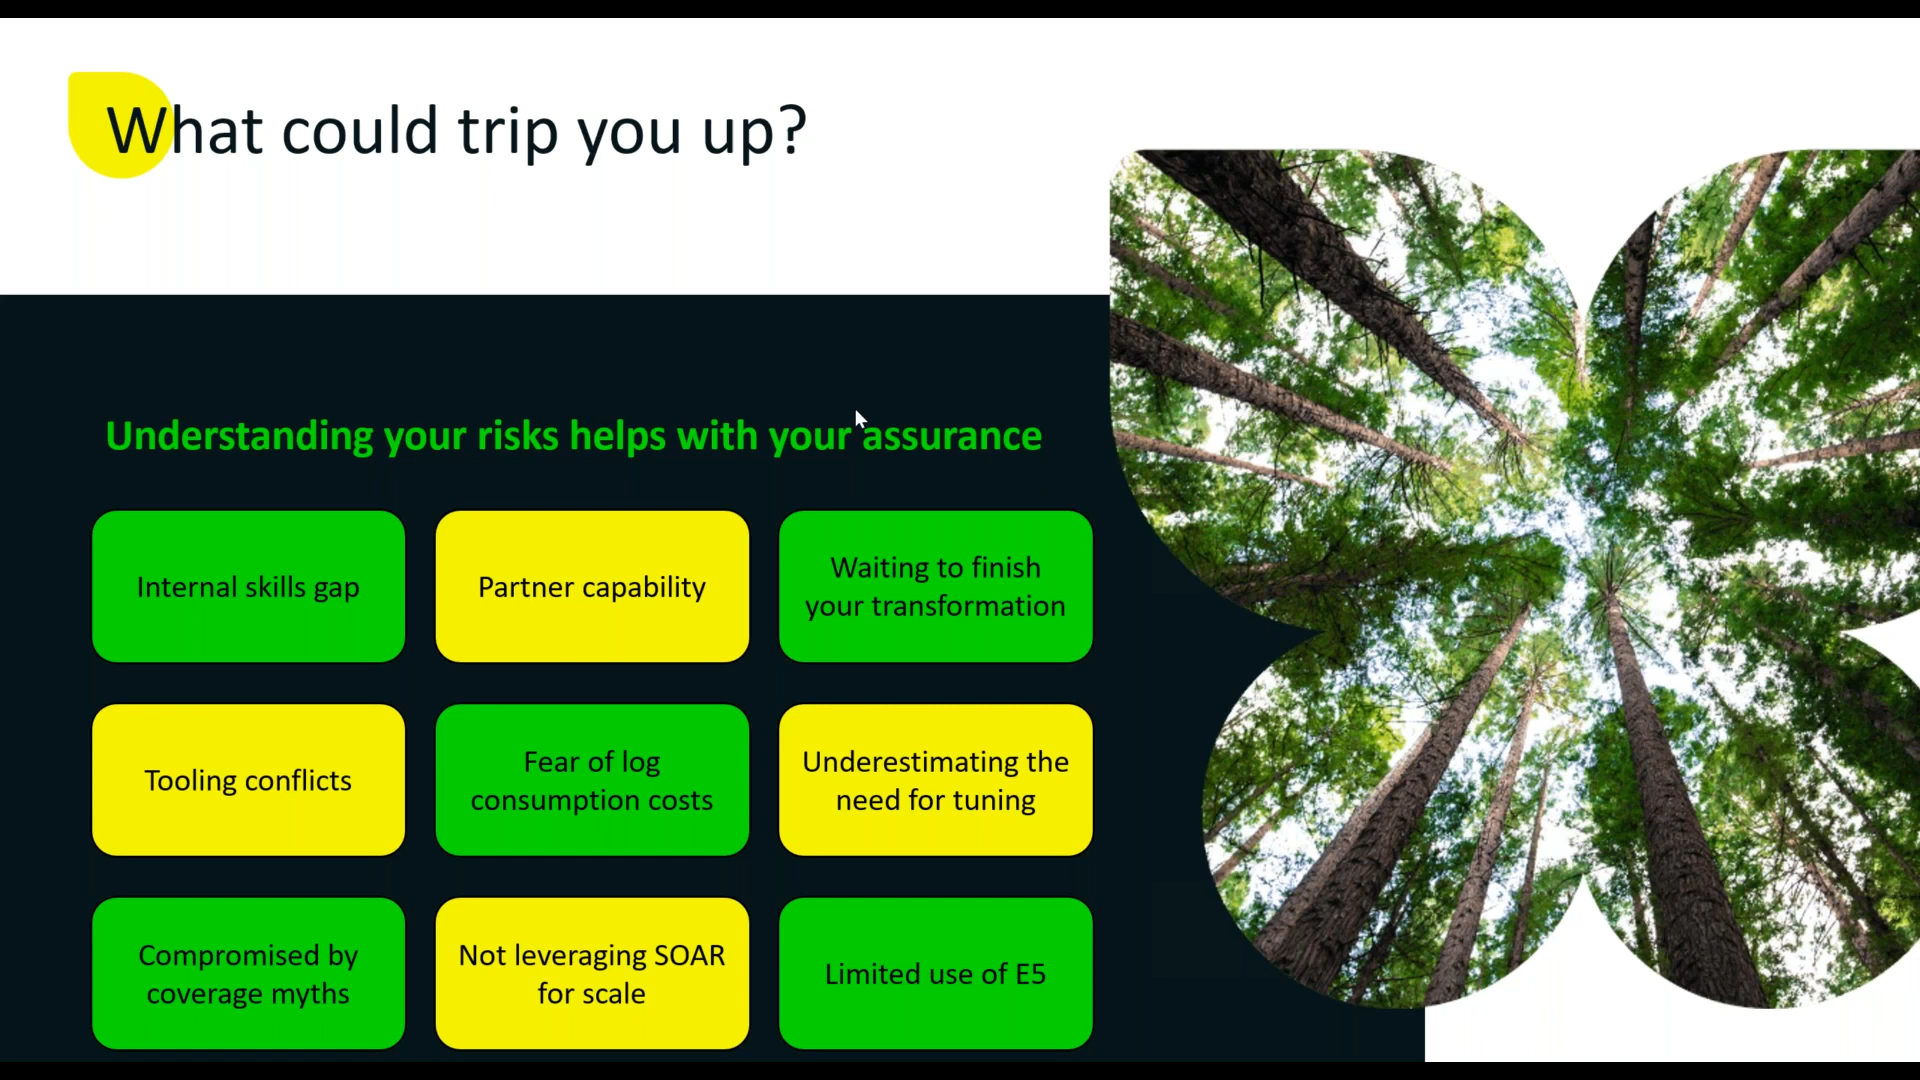 What could trip you up?
Understanding your risks helps with your assurance
Internal skills gap
Partner capability
Waiting to finish
your transformation
Tooling conflicts
Fear of log
consumption costs
Underestimating the
need for tuning
Compromised by
coverage myths
Not leveraging SOAR
for scale
Limited use of E5